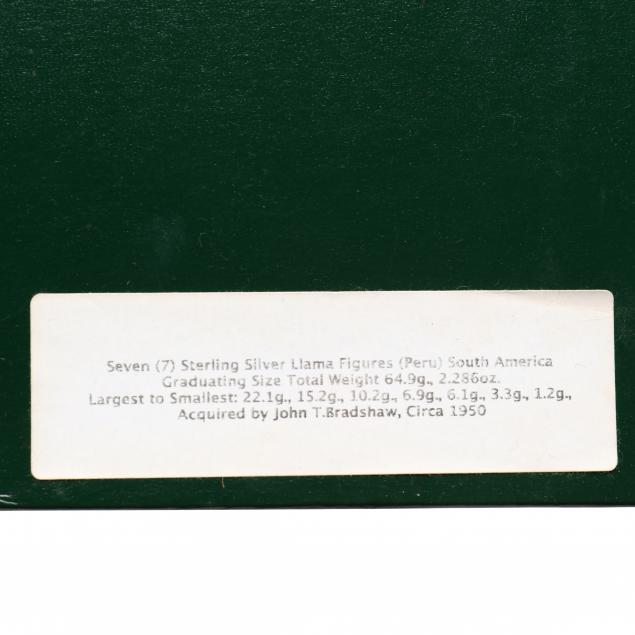 Seven (7) Sterling Silver Llama Figures (Peru) South America
Graduating Size Total Weight 64.9g., 2.286oz.
Largest to Smallest: 22.1g., 15.2g., 10.2g., 6.9g., 6.1g., 3.3g., 1.2g.,
Acquired by John T.Bradshaw, Circa 1950